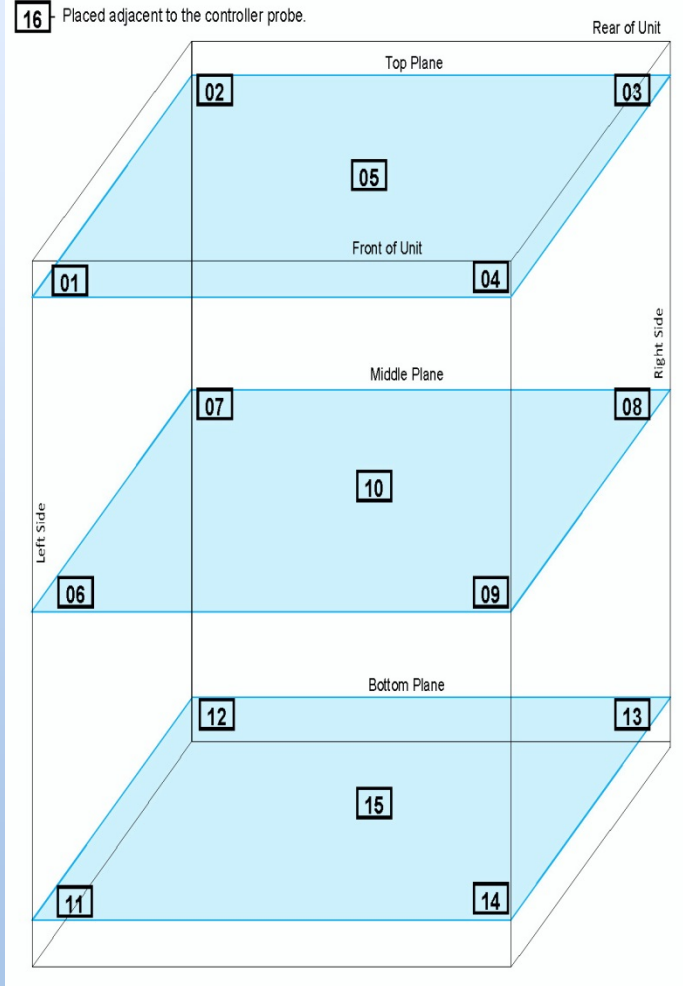 16 - Placed adjacent to the controller probe.
Rear of Unit
Top Plane
02
03
05
Front of Unit
01
04
Right Side
Middle Plane
07
08
10
Left Side
06
09
Bottom Plane
12
13
15
11
14